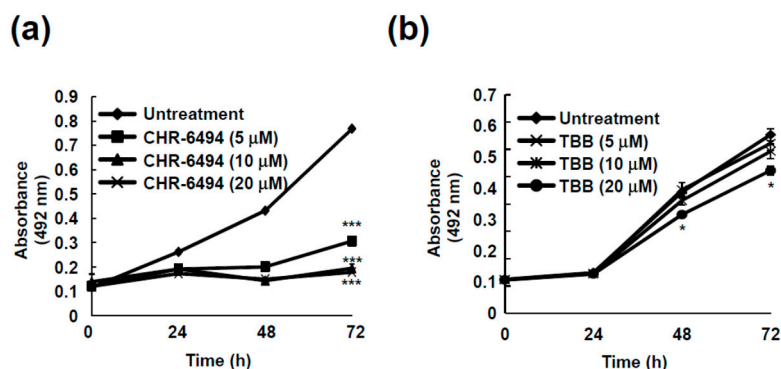 (a)
0.9
0.8
0.7
0.6
0.5
0.4
0.3
0.2
0.1
0
Absorbance
(492 nm)
Untreatment
CHR-6494 (5 µM)
CHR-6494 (10 µM)
CHR-6494 (20 µM)
***
***
***
0 24 48 72
Time (h)
(b)
0.7
0.6
0.5
0.4
0.3
0.2
0.1
0
Absorbance
(492 nm)
Untreatment
TBB (5 µM)
TBB (10 µM)
TBB (20 µM)
*
*
0 24 48 72
Time (h)